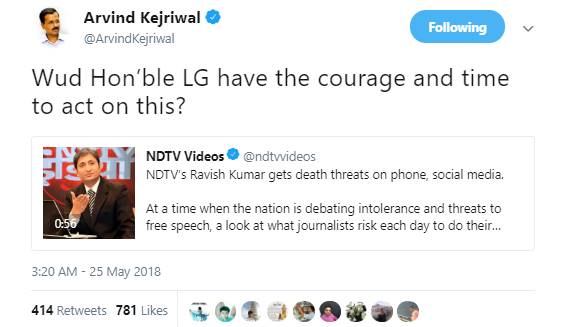 Arvind Kejriwal
@ArvindKejriwal
Following
Wud Hon'ble LG have the courage and time
to act on this?
NDTV Videos @ndtvvideos
NDTV's Ravish Kumar gets death threats on phone, social media.
At a time when the nation is debating intolerance and threats to
free speech, a look at what journalists risk each day to do their...
0:56
3:20 AM - 25 May 2018
414 Retweets 781 Likes